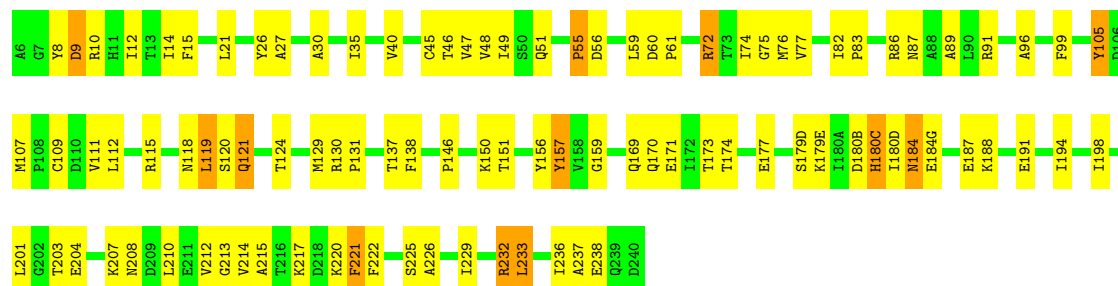 A6 G7 Y8 D9 R10 H11 I12 T13 I14 F15 L21 Y26 A27 A30 I35 V40 C45 T46 V47 V48 I49 S50 Q51 P55 D56 L59 D60 P61 R72 T73 I74 G75 M76 V77 I82 P83 R86 N87 A88 A89 L90 R91 A96 F99 Y105 D106
M107 P108 C109 D110 V111 L112 R115 N118 L119 S120 Q121 T124 M129 R130 P131 T137 F138 P146 K150 T151 Y156 Y157 V158 G159 Q169 Q170 E171 I172 T173 T174 E177 S179D K179E I180A D180B H180C I180D N184 E184G E187 K188 E191 I194 I198
L201 G202 T203 E204 K207 N208 D209 L210 E211 V212 G213 V214 A215 T216 K217 D218 K220 F221 F222 S225 A226 I229 R232 L233 I236 A237 E238 Q239 D240